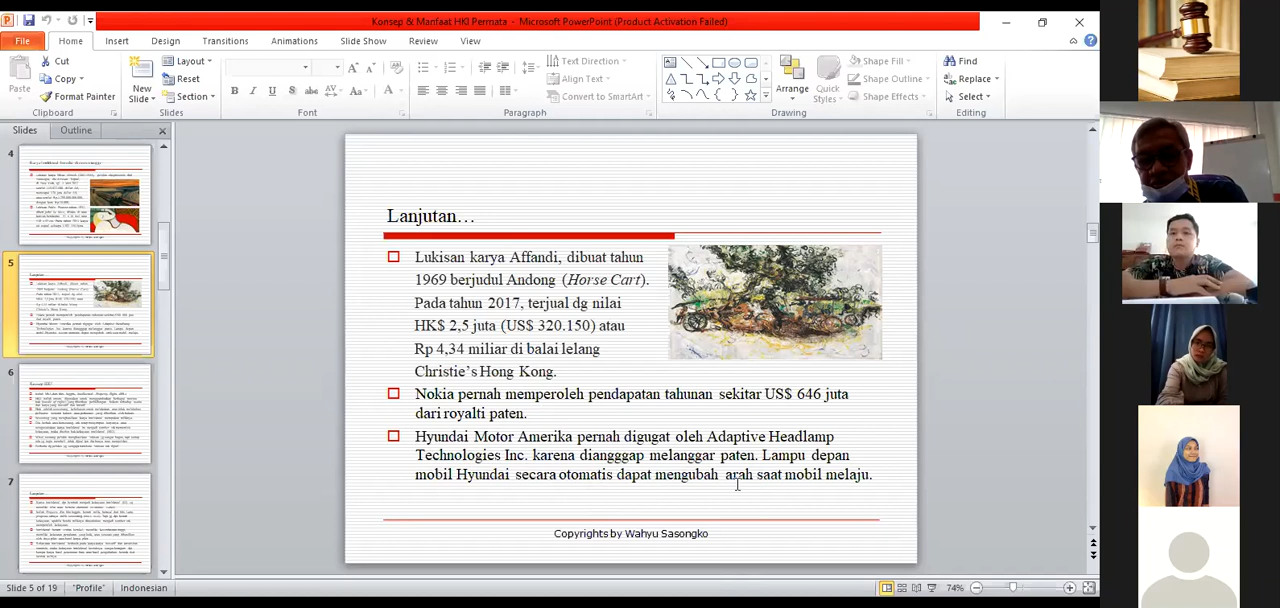 Konsep & Manfaat HKI Permata - Microsoft PowerPoint (Product Activation Failed)
File Home Insert Design Transitions Animations Slide Show Review View
Paste
Cut
Copy
Format Painter
Clipboard
New Slide
Layout
Reset
Section
Slides
Font
Text Direction
Align Text
Convert to SmartArt
Paragraph
Arrange
Quick Styles
Shape Fill
Shape Outline
Shape Effects
Drawing
Find
Replace
Select
Editing
Slides Outline
4
5
6
7
Lanjutan…
Lukisan karya Affandi, dibuat tahun
1969 berjudul Andong (Horse Cart).
Pada tahun 2017, terjual dg nilai
HK$ 2,5 juta (US$ 320.150) atau
Rp 4,34 miliar di balai lelang
Christie's Hong Kong.
Nokia pernah memperoleh pendapatan tahunan sekitar US$ 646 juta
dari royalti paten.
Hyundai Motor Amerika pernah digugat oleh Adaptive Headlamp
Technologies Inc. karena diangggap melanggar paten. Lampu depan
mobil Hyundai secara otomatis dapat mengubah arah saat mobil melaju.
Copyrights by Wahyu Sasongko
Slide 5 of 19 "Profile" Indonesian 74%